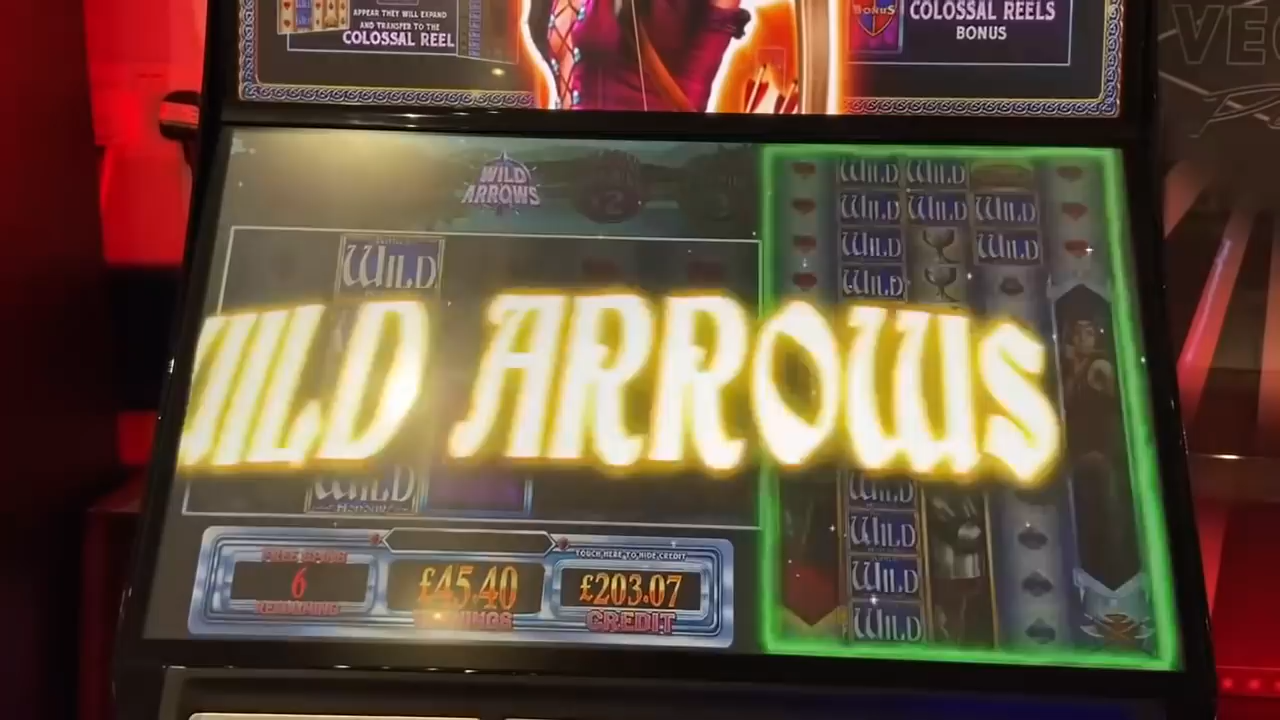 APPEAR THEY WILL EXPAND
AND TRANSFER TO THE
COLOSSAL REEL
BONUS
COLOSSAL REELS
BONUS
WILD
ARROWS
WILD
WILD ARROWS
WILD
WILD WILD
WILD WILD WILD
WILD WILD
WILD
WILD
WILD
WILD
WILD
FREE SPINS
6
REMAINING
£45.40
TOUCH HERE TO HIDE CREDIT
£203.07
CREDIT